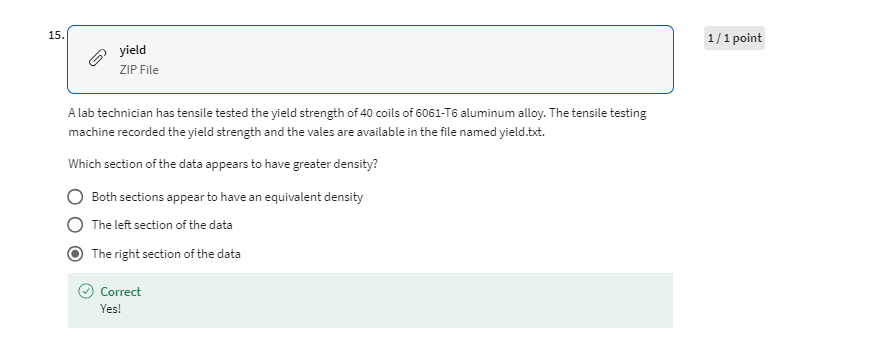 15.
yield
ZIP File
1 / 1 point
A lab technician has tensile tested the yield strength of 40 coils of 6061-T6 aluminum alloy. The tensile testing
machine recorded the yield strength and the vales are available in the file named yield.txt.
Which section of the data appears to have greater density?
Both sections appear to have an equivalent density
The left section of the data
The right section of the data
Correct
Yes!